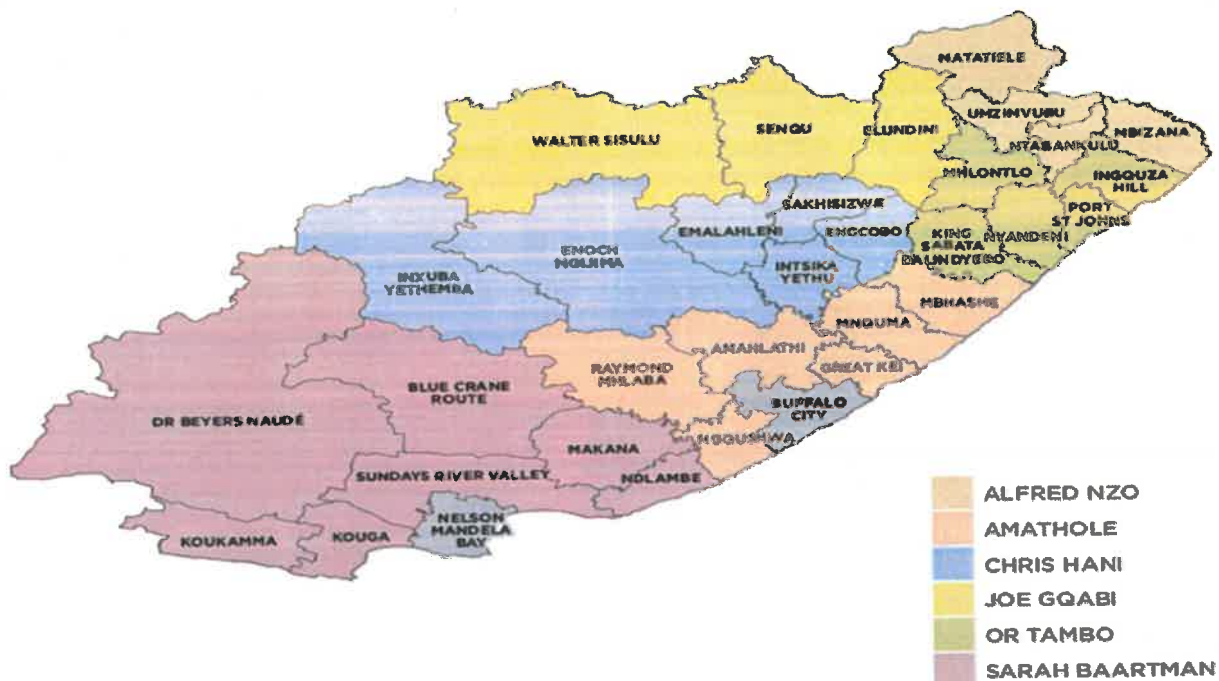 MATATIELE
UMZIMVUBU
MBIZANA
NTABANKULU
WALTER SISULU
SENQU
ELUNDINI
MHLONTLO
INGQUZA
HILL
PORT
ST JOHNS
SAKHISIZWE
EMALAHLENI
ENGCOBO
KING
SABATA
DALINDYEBO
NYANDENI
ENOCH
MGIJIMA
INXUBA
YETHEMBA
INTSIKA
YETHU
MBHASHE
MNQUMA
AMAHLATHI
GREAT KEI
RAYMOND
MHLABA
BLUE CRANE
ROUTE
BUFFALO
CITY
DR BEYERS NAUDÉ
MAKANA
NGQUSHWA
SUNDAYS RIVER VALLEY
NDLAMBE
NELSON
MANDELA
BAY
KOUKAMMA
KOUGA
ALFRED NZO
AMATHOLE
CHRIS HANI
JOE GQABI
OR TAMBO
SARAH BAARTMAN